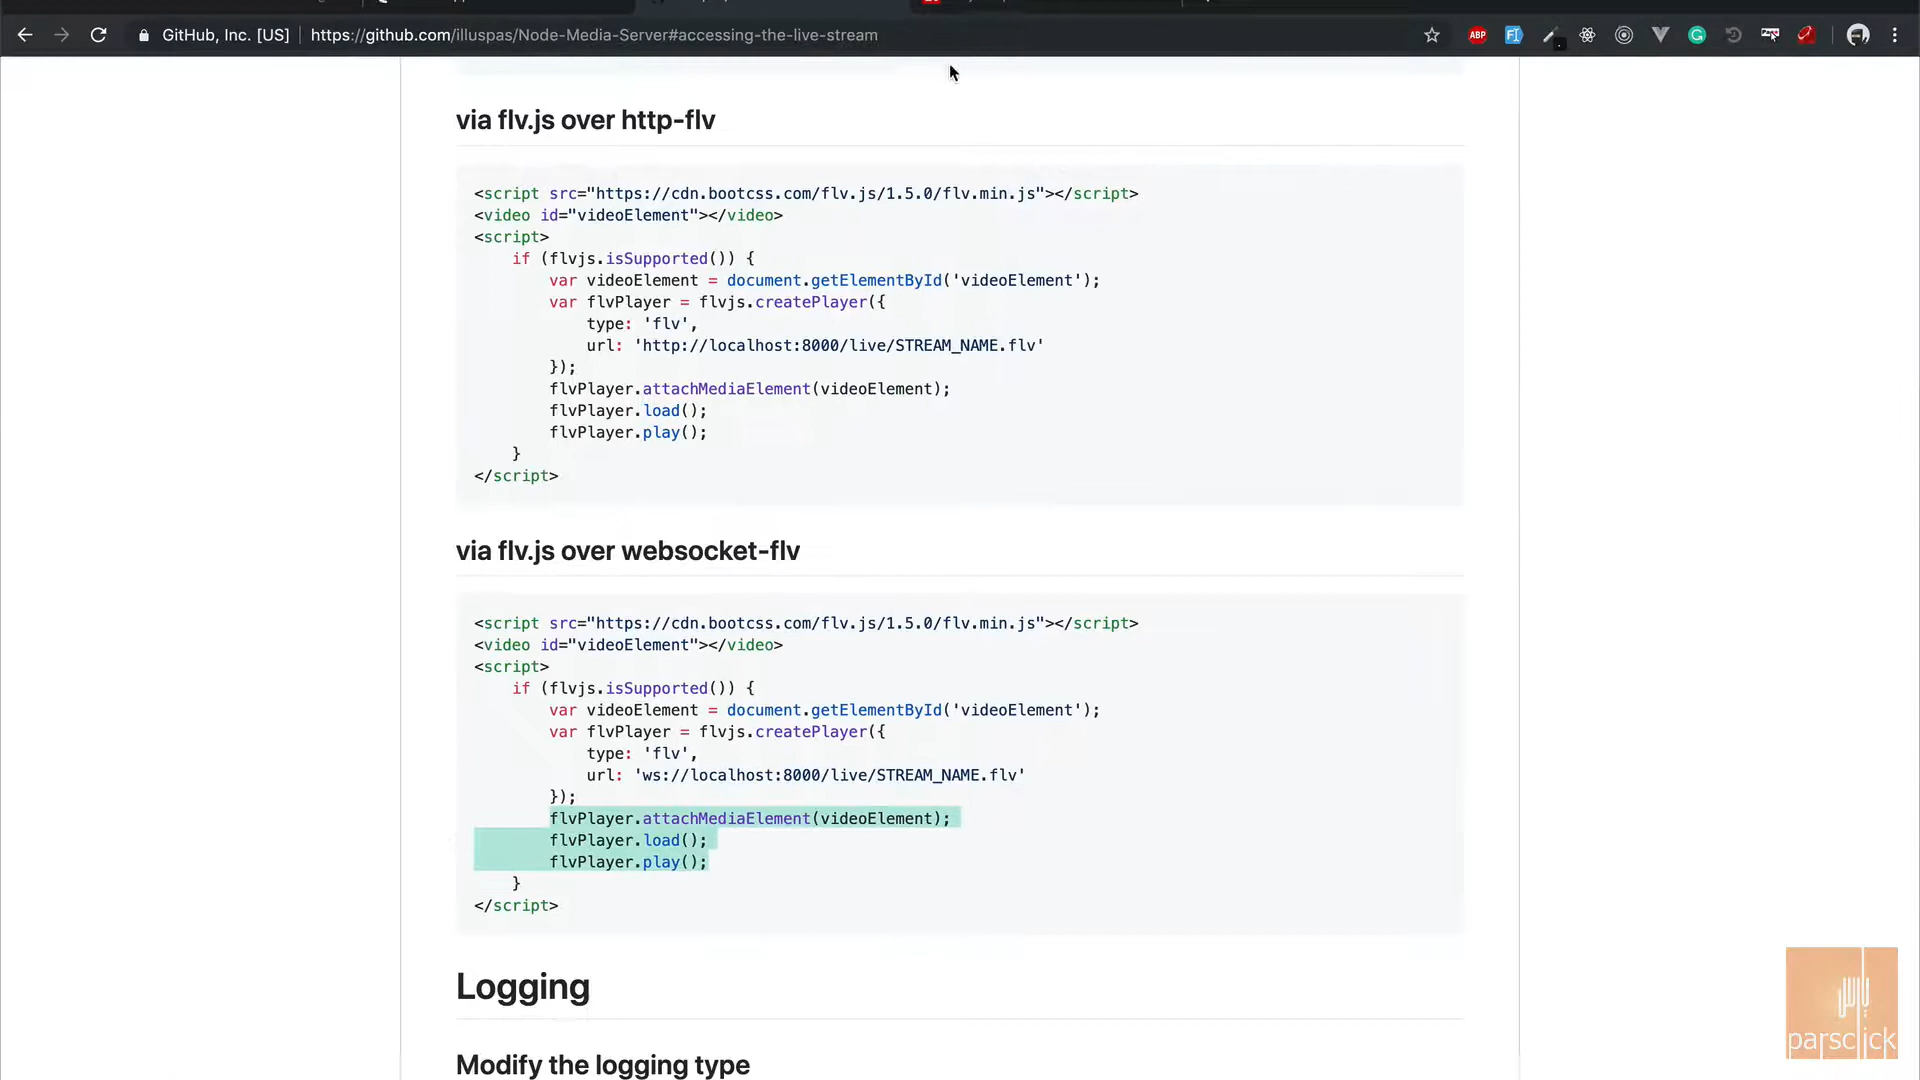 GitHub, Inc. [US]
https://github.com/illuspas/Node-Media-Server#accessing-the-live-stream
ABP
via flv.js over http-flv
<script src="https://cdn.bootcss.com/flv.js/1.5.0/flv.min.js"></script>
<video id="videoElement"></video>
<script>
    if (flvjs.isSupported()) {
        var videoElement = document.getElementById('videoElement');
        var flvPlayer = flvjs.createPlayer({
            type: 'flv',
            url: 'http://localhost:8000/live/STREAM_NAME.flv'
        });
        flvPlayer.attachMediaElement(videoElement);
        flvPlayer.load();
        flvPlayer.play();
    }
</script>
via flv.js over websocket-flv
<script src="https://cdn.bootcss.com/flv.js/1.5.0/flv.min.js"></script>
<video id="videoElement"></video>
<script>
    if (flvjs.isSupported()) {
        var videoElement = document.getElementById('videoElement');
        var flvPlayer = flvjs.createPlayer({
            type: 'flv',
            url: 'ws://localhost:8000/live/STREAM_NAME.flv'
        });
        flvPlayer.attachMediaElement(videoElement);
        flvPlayer.load();
        flvPlayer.play();
    }
</script>
Logging
Modify the logging type
parsclick